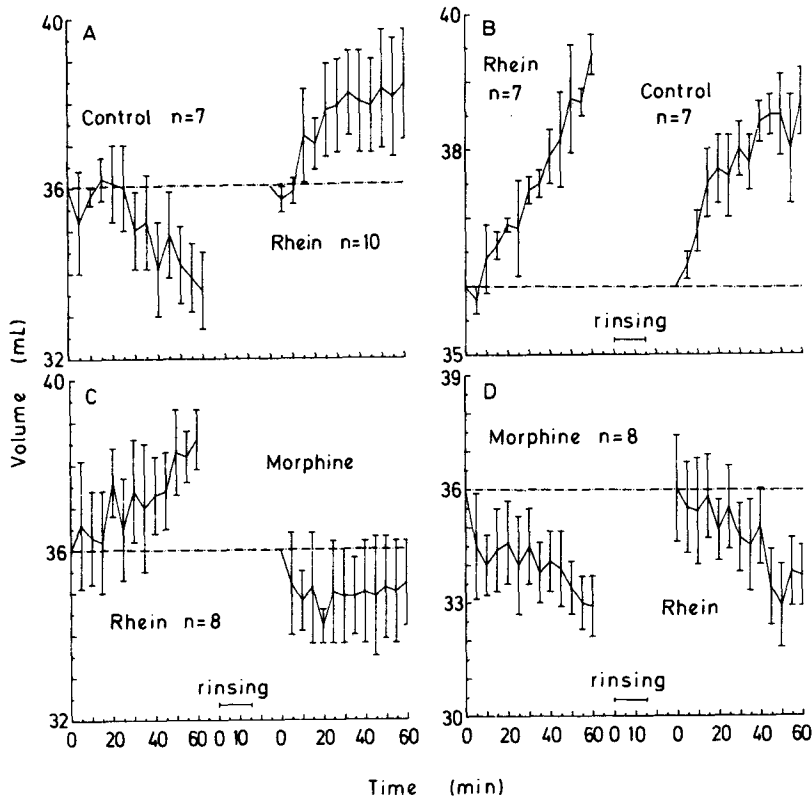 40
A
Control n=7
36
Rhein n=10
32
B
Rhein
n=7
Control
n=7
40
38
rinsing
35
C
40
Morphine
36
Rhein n=8
rinsing
32
0 20 40 60 0 10 0 20 40 60
D
39
Morphine n=8
36
33
Rhein
rinsing
30
0 20 40 60 0 10 0 20 40 60
Volume (mL)
Time (min)